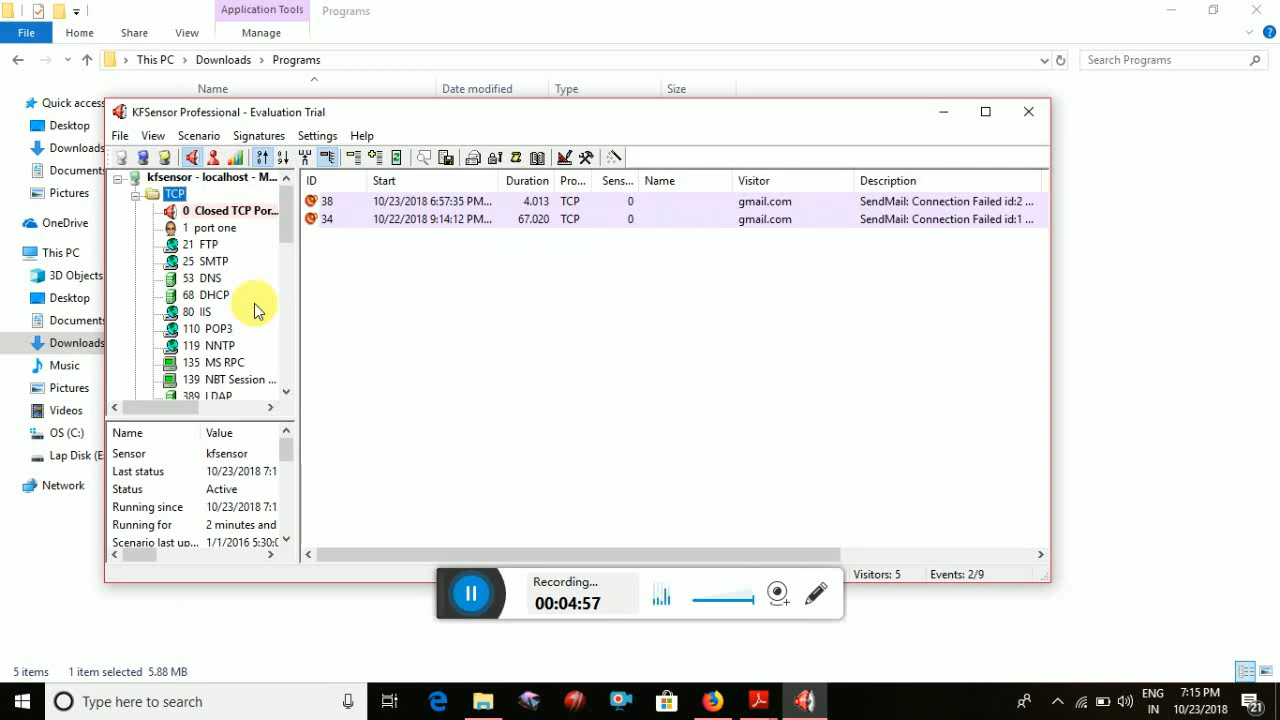 Application Tools Programs
File Home Share View Manage
This PC Downloads Programs Search Programs
Name Date modified Type Size
Quick access
Desktop
Downloads
Documents
Pictures
OneDrive
This PC
3D Objects
Desktop
Documents
Downloads
Music
Pictures
Videos
OS (C:)
Lap Disk (E
Network
KFSensor Professional - Evaluation Trial
File View Scenario Signatures Settings Help
kfsensor - localhost - M...
TCP
0 Closed TCP Por...
1 port one
21 FTP
25 SMTP
53 DNS
68 DHCP
80 IIS
110 POP3
119 NNTP
135 MS RPC
139 NBT Session ...
389 LDAP
ID Start Duration Pro... Sens... Name Visitor Description
38 10/23/2018 6:57:35 PM... 4.013 TCP 0 gmail.com SendMail: Connection Failed id:2 ...
34 10/22/2018 9:14:12 PM... 67.020 TCP 0 gmail.com SendMail: Connection Failed id:1 ...
Name Value
Sensor kfsensor
Last status 10/23/2018 7:1
Status Active
Running since 10/23/2018 7:1
Running for 2 minutes and
Scenario last up... 1/1/2016 5:30:0
Visitors: 5 Events: 2/9
Recording...
00:04:57
5 items 1 item selected 5.88 MB
Type here to search
ENG
IN
7:15 PM
10/23/2018
21